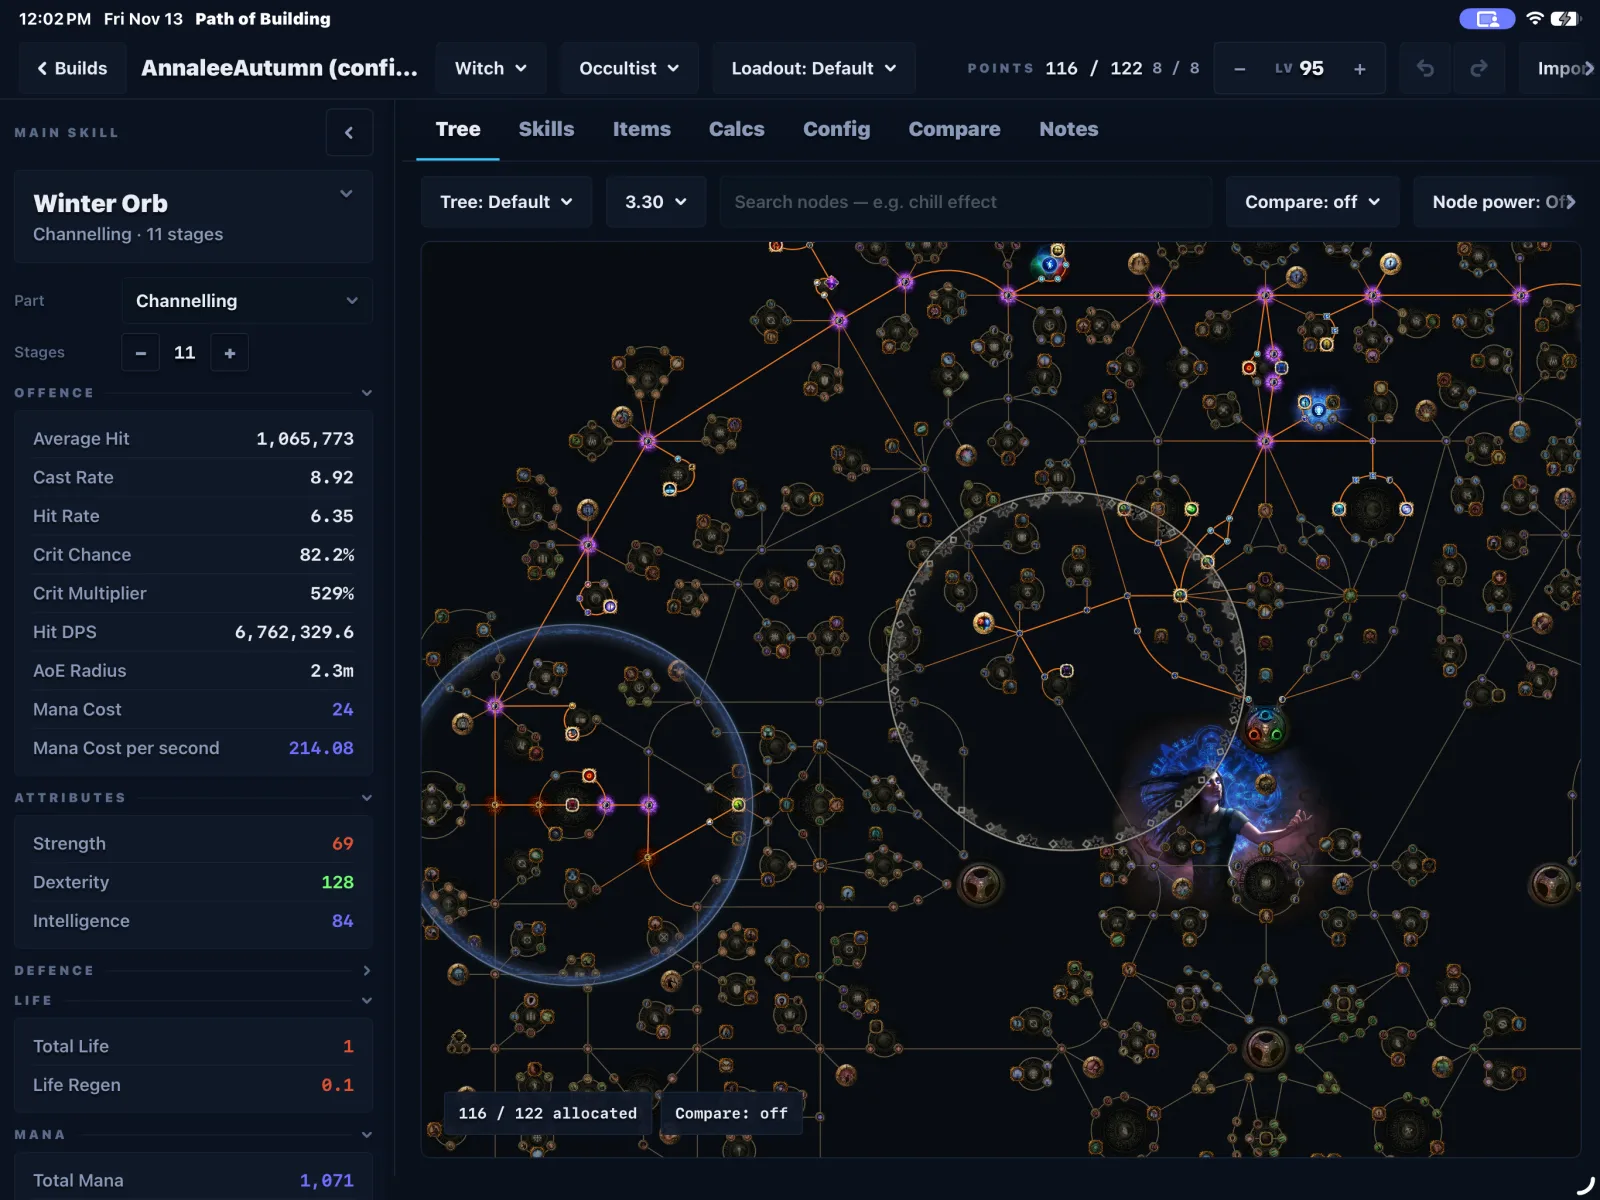 12:02 PM Fri Nov 13 Path of Building
Builds AnnaleeAutumn (confi... Witch Occultist Loadout: Default POINTS 116 / 122 8 / 8 – LV 95 +
MAIN SKILL
Winter Orb
Channelling · 11 stages
Part Channelling
Stages – 11 +
OFFENCE
Average Hit 1,065,773
Cast Rate 8.92
Hit Rate 6.35
Crit Chance 82.2%
Crit Multiplier 529%
Hit DPS 6,762,329.6
AoE Radius 2.3m
Mana Cost 24
Mana Cost per second 214.08
ATTRIBUTES
Strength 69
Dexterity 128
Intelligence 84
DEFENCE
LIFE
Total Life 1
Life Regen 0.1
MANA
Total Mana 1,071
Tree Skills Items Calcs Config Compare Notes
Tree: Default 3.30 Search nodes — e.g. chill effect Compare: off Node power:
116 / 122 allocated Compare: off